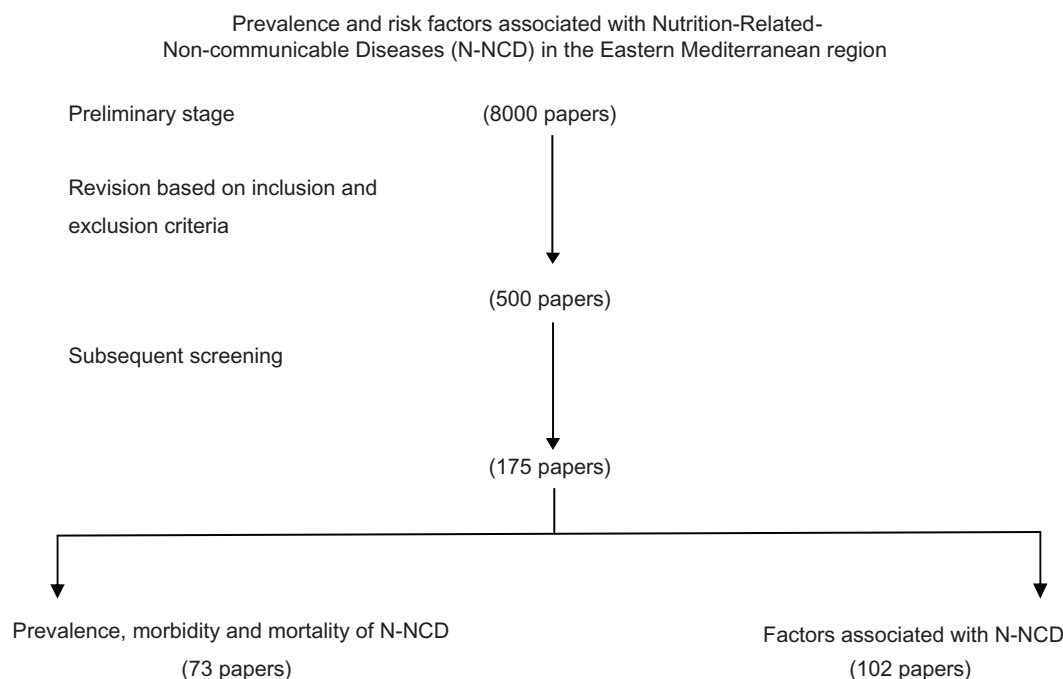 Prevalence and risk factors associated with Nutrition-Related-
Non-communicable Diseases (N-NCD) in the Eastern Mediterranean region
Preliminary stage
(8000 papers)
Revision based on inclusion and
exclusion criteria
(500 papers)
Subsequent screening
(175 papers)
Prevalence, morbidity and mortality of N-NCD
(73 papers)
Factors associated with N-NCD
(102 papers)